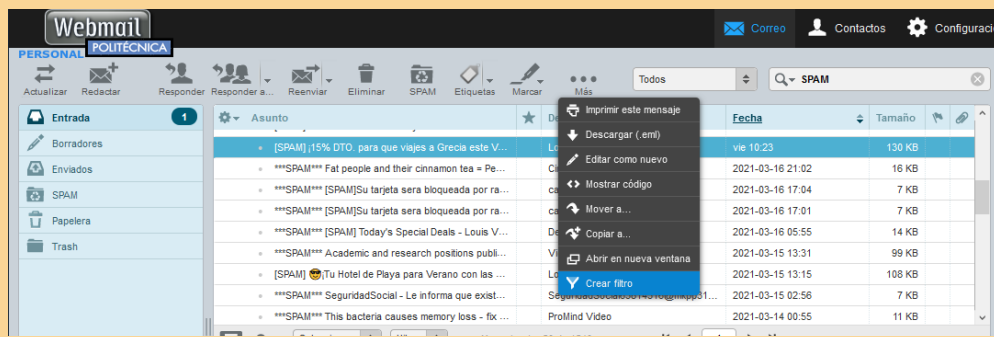 Webmail
POLITÉCNICA
PERSONAL
Correo Contactos Configuraci
Actualizar Redactar Responder Responder a... Reenviar Eliminar SPAM Etiquetas Marcar Más
Todos SPAM
Entrada 1
Borradores
Enviados
SPAM
Papelera
Trash
Asunto Fecha Tamaño
[SPAM] ¡15% DTO. para que viajes a Grecia este V... vie 10:23 130 KB
***SPAM*** Fat people and their cinnamon tea = Pe... 2021-03-16 21:02 16 KB
***SPAM*** [SPAM]Su tarjeta sera bloqueada por ra... 2021-03-16 17:04 7 KB
***SPAM*** [SPAM]Su tarjeta sera bloqueada por ra... 2021-03-16 17:01 7 KB
***SPAM*** [SPAM] Today's Special Deals - Louis V... 2021-03-16 05:55 14 KB
***SPAM*** Academic and research positions publi... 2021-03-15 13:31 99 KB
[SPAM] 😎¡Tu Hotel de Playa para Verano con las ... 2021-03-15 13:15 108 KB
***SPAM*** SeguridadSocial - Le informa que exist... 2021-03-15 02:56 7 KB
***SPAM*** This bacteria causes memory loss - fix ... ProMind Video 2021-03-14 00:55 11 KB
Imprimir este mensaje
Descargar (.eml)
Editar como nuevo
Mostrar código
Mover a...
Copiar a...
Abrir en nueva ventana
Crear filtro